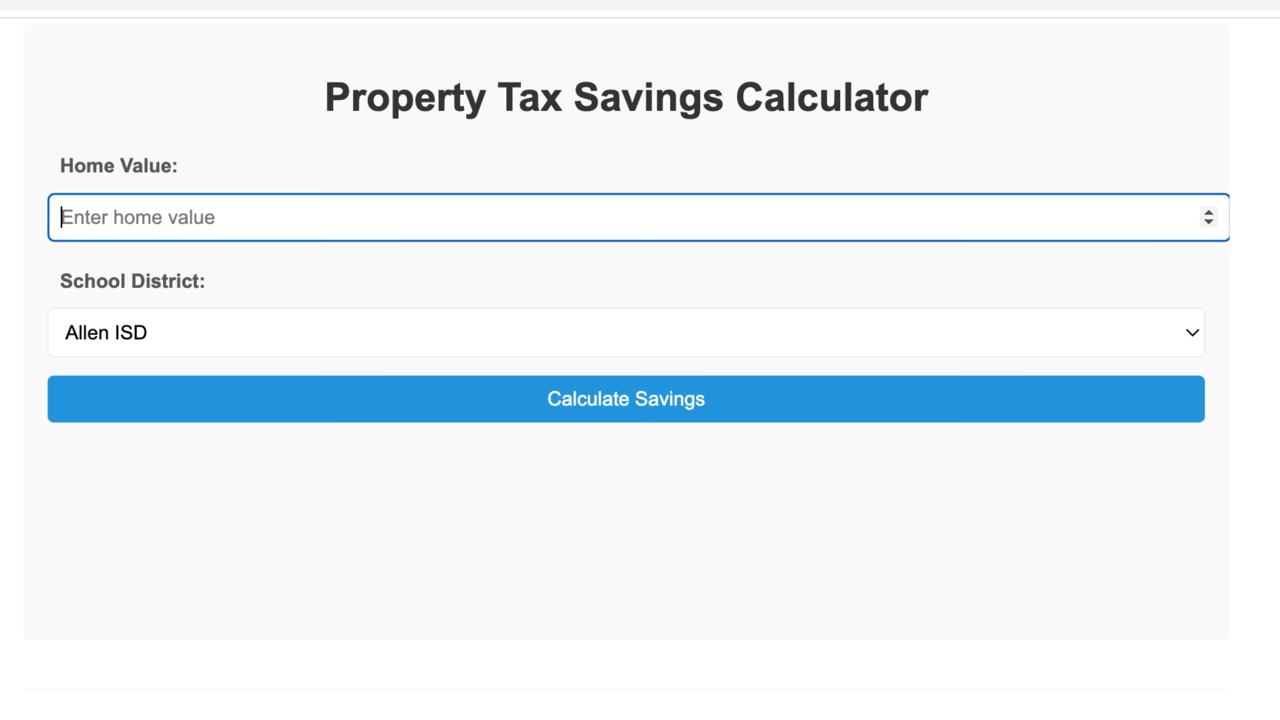 Property Tax Savings Calculator
Home Value:
Enter home value
School District:
Allen ISD
Calculate Savings